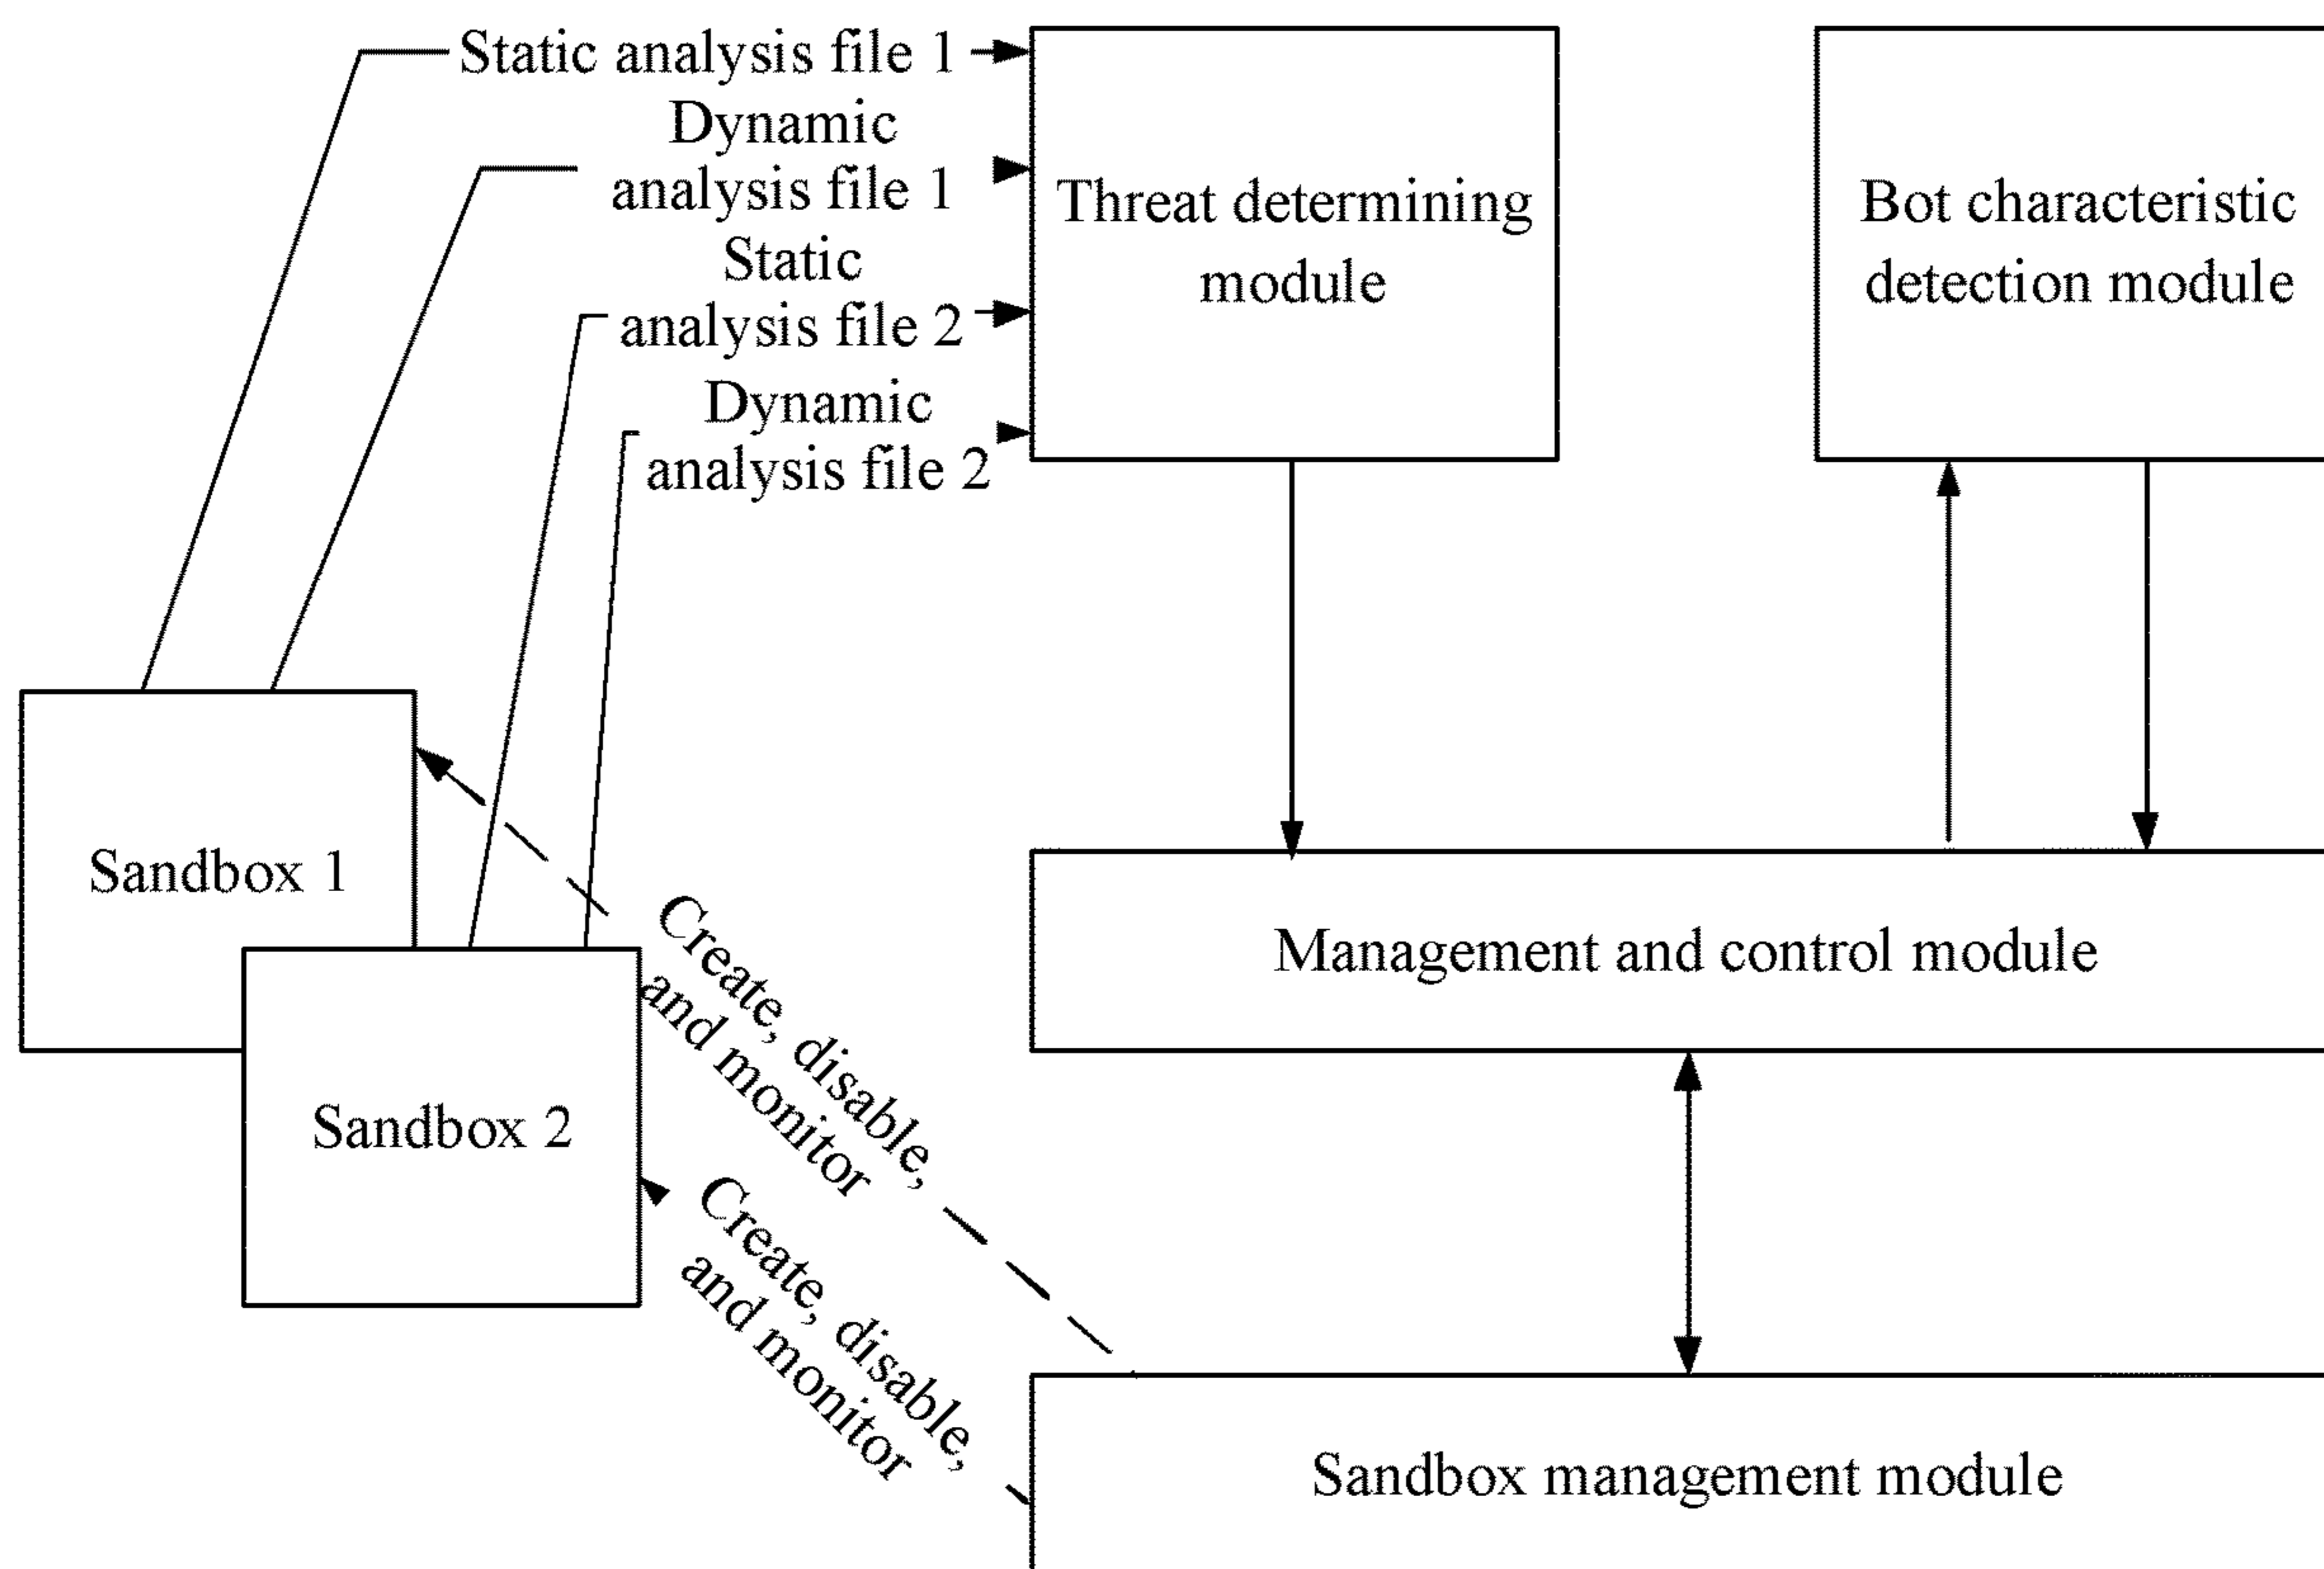 Static analysis file 1
Dynamic
analysis file 1
Static
analysis file 2
Dynamic
analysis file 2
Threat determining
module
Bot characteristic
detection module
Sandbox 1
Sandbox 2
Create, disable,
and monitor
Create, disable,
and monitor
Management and control module
Sandbox management module